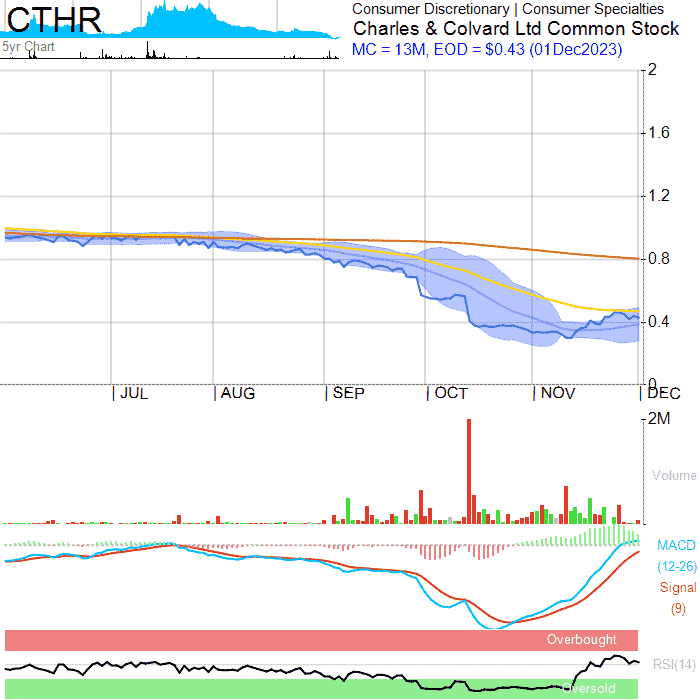 CTHR
5yr Chart
Consumer Discretionary | Consumer Specialties
Charles & Colvard Ltd Common Stock
MC = 13M, EOD = $0.43 (01Dec2023)
2
1.6
1.2
0.8
0.4
0
JUL AUG SEP OCT NOV DEC
2M
Volume
MACD
(12-26)
Signal
(9)
Overbought
RSI(14)
Oversold